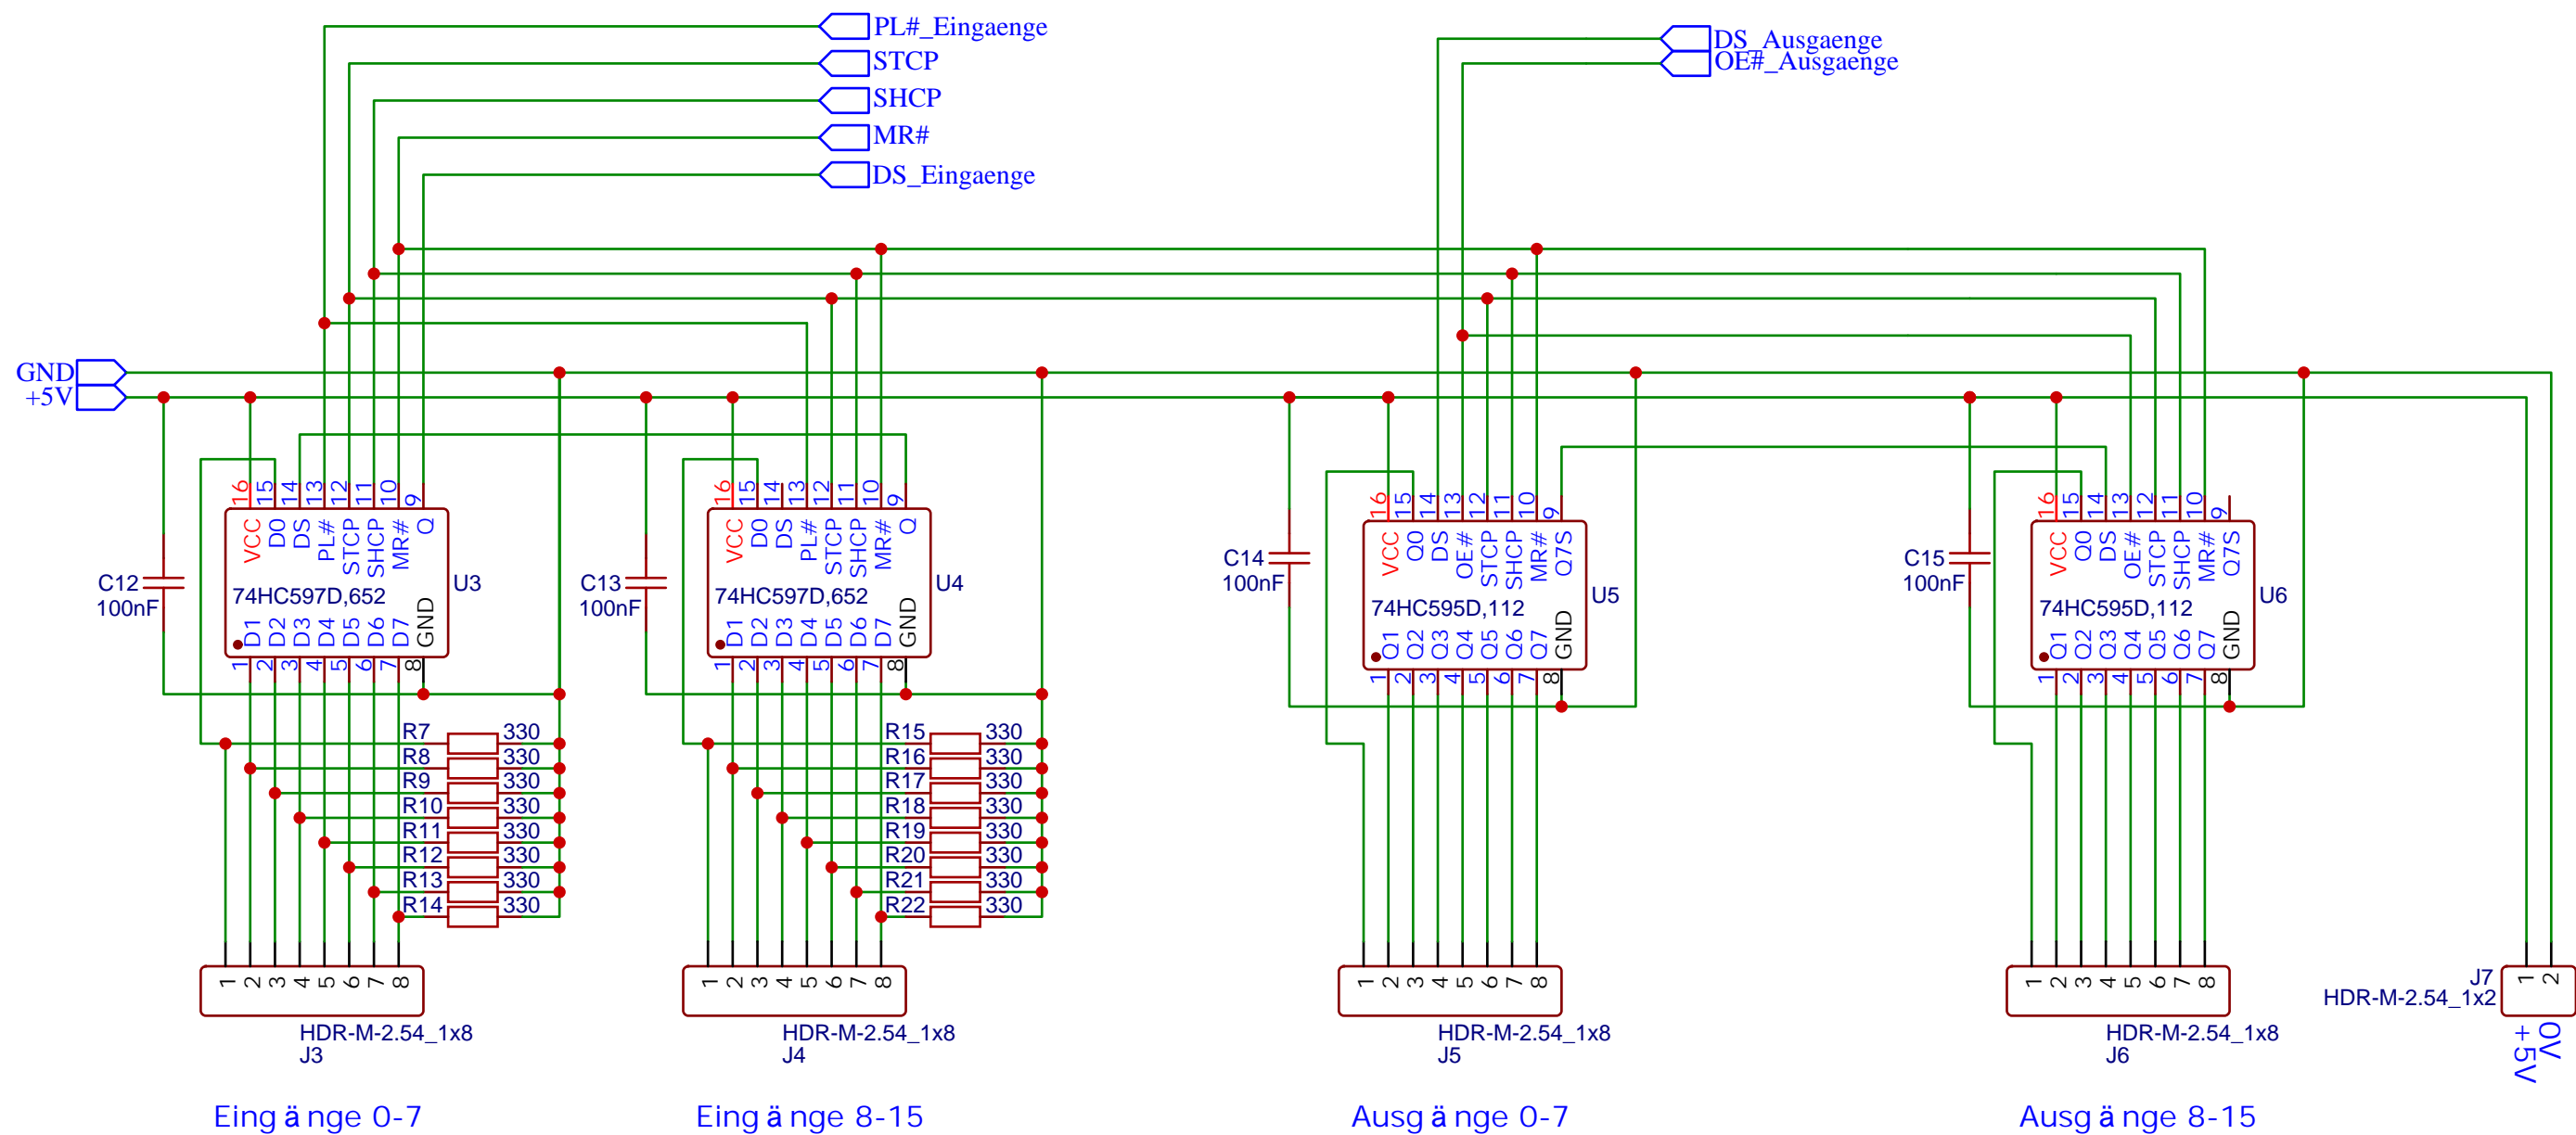 PL#_Eingaenge
STCP
SHCP
MR#
DS_Eingaenge
DS_Ausgaenge
OE#_Ausgaenge
GND
+5V
16 15 14 13 12 11 10 9
VCC D0 DS PL# STCP SHCP MR# Q
C12
100nF
74HC597D,652
U3
D1 D2 D3 D4 D5 D6 D7 GND
1 2 3 4 5 6 7 8
16 15 14 13 12 11 10 9
VCC D0 DS PL# STCP SHCP MR# Q
C13
100nF
74HC597D,652
U4
D1 D2 D3 D4 D5 D6 D7 GND
1 2 3 4 5 6 7 8
16 15 14 13 12 11 10 9
VCC Q0 DS OE# STCP SHCP MR# Q7S
C14
100nF
74HC595D,112
U5
Q1 Q2 Q3 Q4 Q5 Q6 Q7 GND
1 2 3 4 5 6 7 8
16 15 14 13 12 11 10 9
VCC Q0 DS OE# STCP SHCP MR# Q7S
C15
100nF
74HC595D,112
U6
Q1 Q2 Q3 Q4 Q5 Q6 Q7 GND
1 2 3 4 5 6 7 8
R7 330
R8 330
R9 330
R10 330
R11 330
R12 330
R13 330
R14 330
R15 330
R16 330
R17 330
R18 330
R19 330
R20 330
R21 330
R22 330
1 2 3 4 5 6 7 8
HDR-M-2.54_1x8
J3
1 2 3 4 5 6 7 8
HDR-M-2.54_1x8
J4
1 2 3 4 5 6 7 8
HDR-M-2.54_1x8
J5
1 2 3 4 5 6 7 8
HDR-M-2.54_1x8
J6
1 2
J7
HDR-M-2.54_1x2
+5V
0V
Eingänge 0-7
Eingänge 8-15
Ausgänge 0-7
Ausgänge 8-15